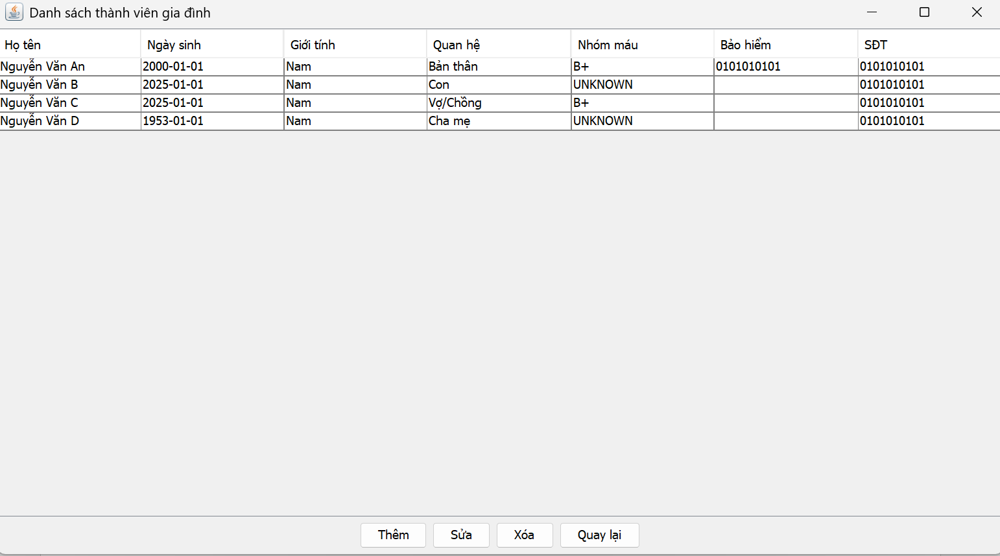 Danh sách thành viên gia đình
Họ tên Ngày sinh Giới tính Quan hệ Nhóm máu Bảo hiểm SĐT
Nguyễn Văn An 2000-01-01 Nam Bản thân B+ 0101010101 0101010101
Nguyễn Văn B 2025-01-01 Nam Con UNKNOWN 0101010101
Nguyễn Văn C 2025-01-01 Nam Vợ/Chồng B+ 0101010101
Nguyễn Văn D 1953-01-01 Nam Cha mẹ UNKNOWN 0101010101
Thêm Sửa Xóa Quay lại